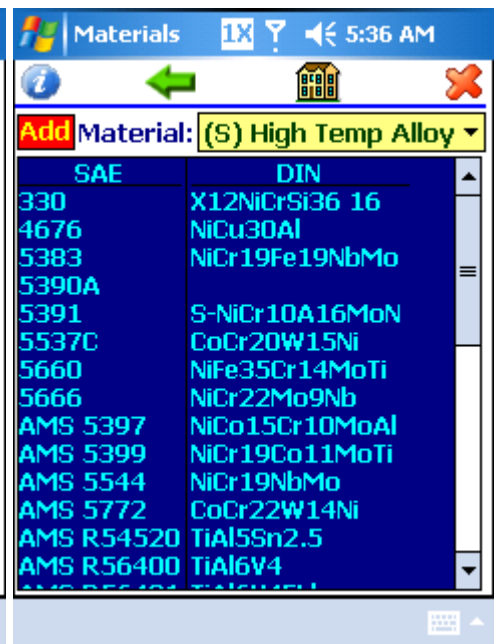 Materials 1X 5:36 AM
Add Material: (S) High Temp Alloy
SAE DIN
330 X12NiCrSi36 16
4676 NiCu30Al
5383 NiCr19Fe19NbMo
5390A
5391 S-NiCr10A16MoN
5537C CoCr20W15Ni
5660 NiFe35Cr14MoTi
5666 NiCr22Mo9Nb
AMS 5397 NiCo15Cr10MoAl
AMS 5399 NiCr19Co11MoTi
AMS 5544 NiCr19NbMo
AMS 5772 CoCr22W14Ni
AMS R54520 TiAl5Sn2.5
AMS R56400 TiAl6V4